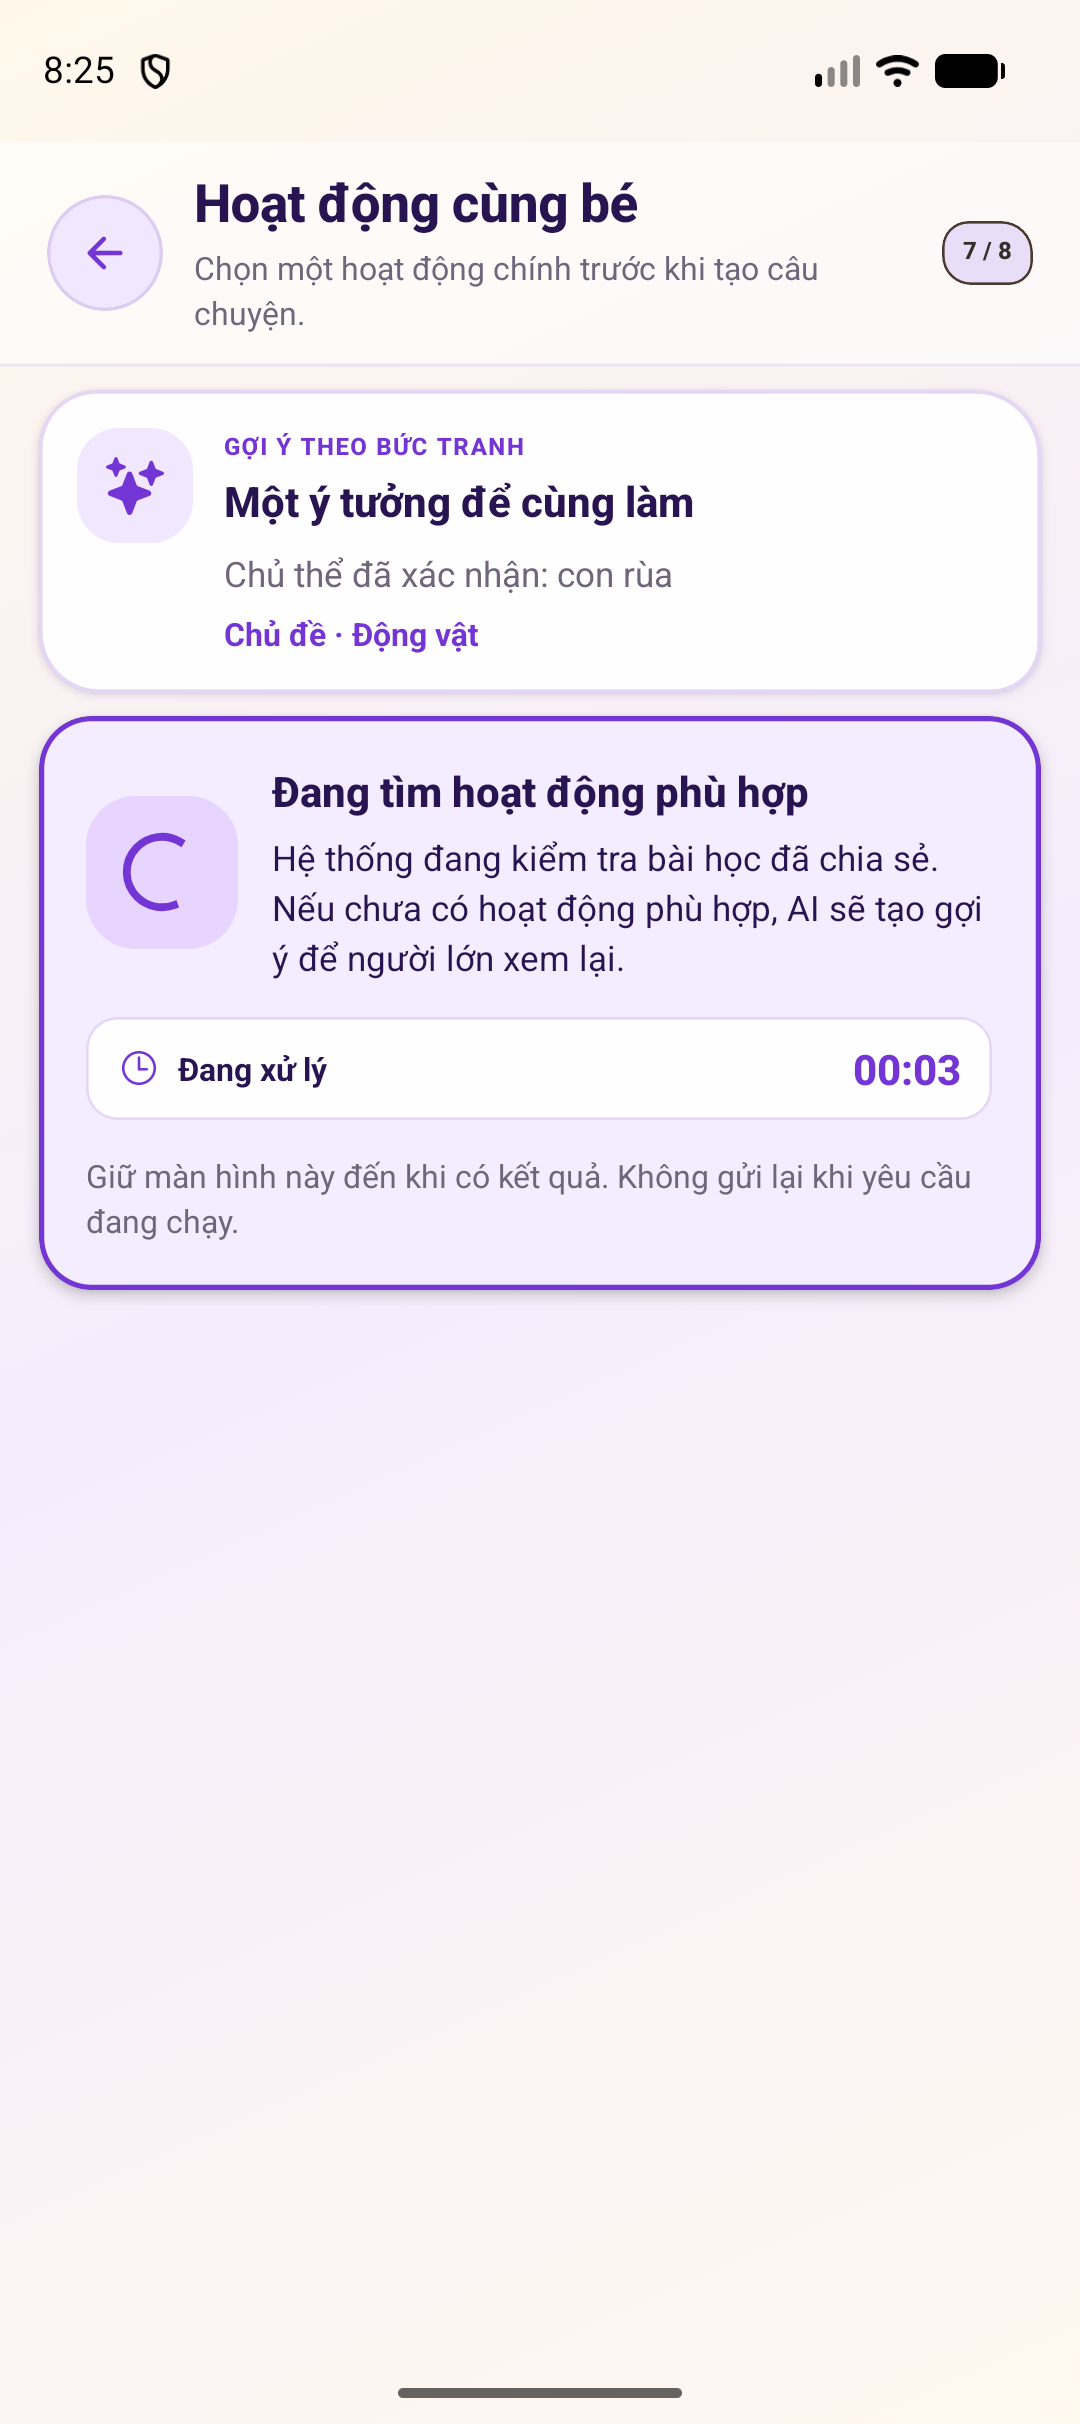 8:25
Hoạt động cùng bé
Chọn một hoạt động chính trước khi tạo câu
chuyện.
7 / 8
GỢI Ý THEO BỨC TRANH
Một ý tưởng để cùng làm
Chủ thể đã xác nhận: con rùa
Chủ đề · Động vật
Đang tìm hoạt động phù hợp
Hệ thống đang kiểm tra bài học đã chia sẻ.
Nếu chưa có hoạt động phù hợp, AI sẽ tạo gợi
ý để người lớn xem lại.
Đang xử lý
00:03
Giữ màn hình này đến khi có kết quả. Không gửi lại khi yêu cầu
đang chạy.